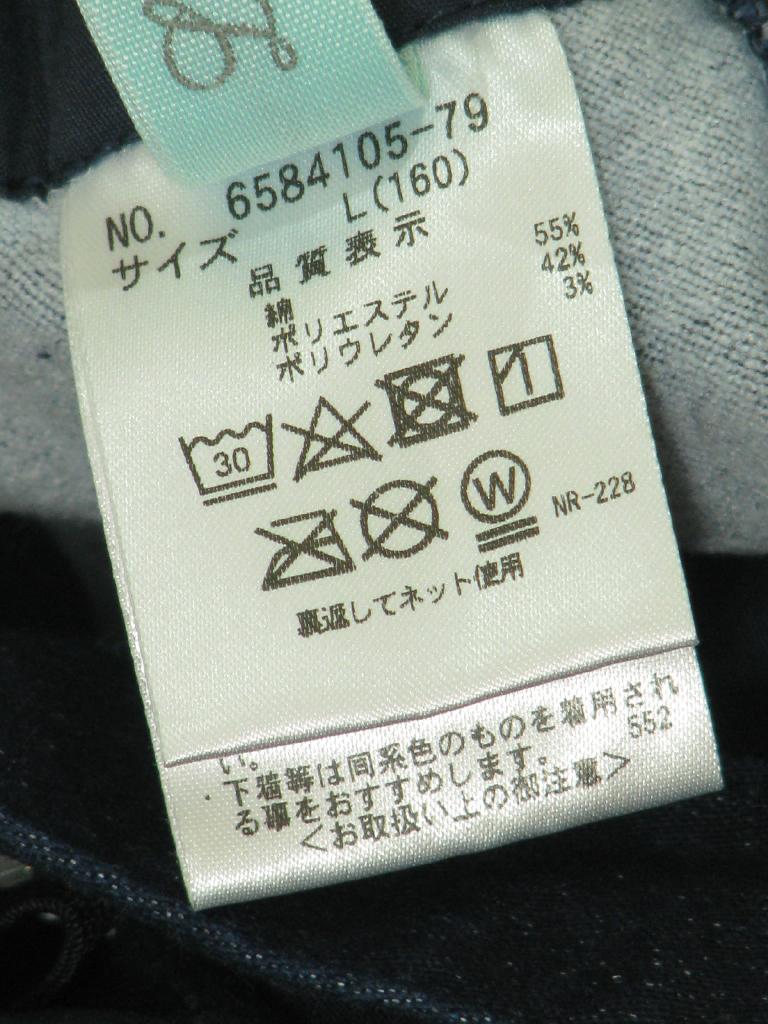 NO. 6584105-79
サイズ L(160)
品質表示
綿 55%
ポリエステル 42%
ポリウレタン 3%
30
W
NR-228
裏返してネット使用
い。
・下着等は同系色のものを着用され
る事をおすすめします。 552
<お取扱い上の御注意>